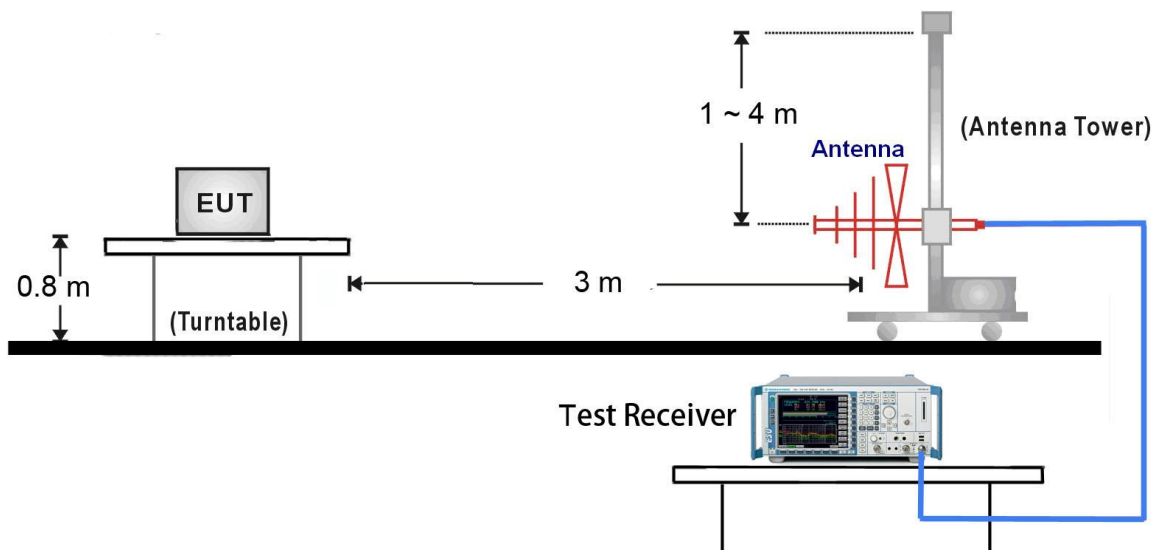 1 ~ 4 m
(Antenna Tower)
Antenna
EUT
0.8 m
3 m
(Turntable)
Test Receiver